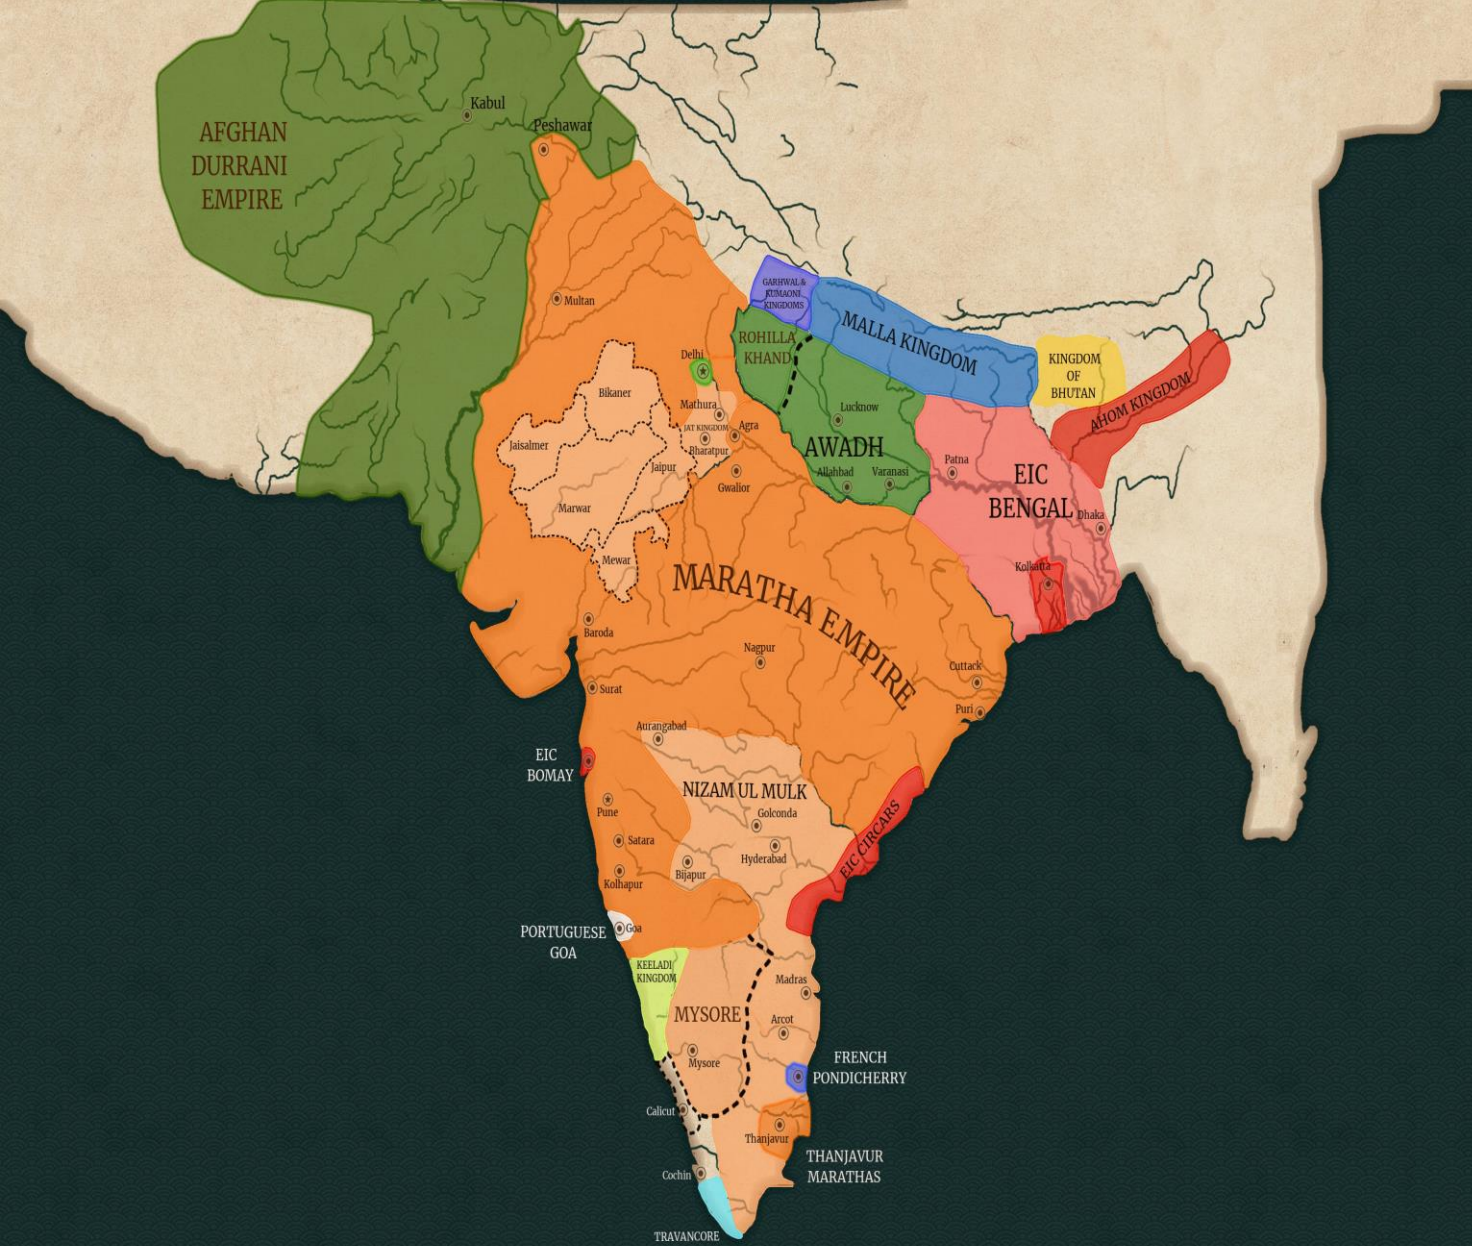 Kabul
Peshawar
AFGHAN
DURRANI
EMPIRE
Multan
GARHWAL &
KUMAONI
KINGDOMS
MALLA KINGDOM
ROHILLA
KHAND
KINGDOM
OF
BHUTAN
AHOM KINGDOM
Delhi
Bikaner
Mathura
JAT KINGDOM
Agra
Bharatpur
Lucknow
AWADH
Allahbad
Varanasi
Jaisalmer
Jaipur
Gwalior
Patna
EIC
BENGAL
Dhaka
Marwar
Mewar
Kolkatta
MARATHA EMPIRE
Baroda
Nagpur
Cuttack
Surat
Puri
Aurangabad
EIC
BOMAY
NIZAM UL MULK
Pune
Golconda
Satara
Hyderabad
EIC CIRCARS
Bijapur
Kolhapur
PORTUGUESE
GOA
Goa
KEELADI
KINGDOM
Madras
MYSORE
Arcot
Mysore
FRENCH
PONDICHERRY
Calicut
Thanjavur
THANJAVUR
MARATHAS
Cochin
TRAVANCORE